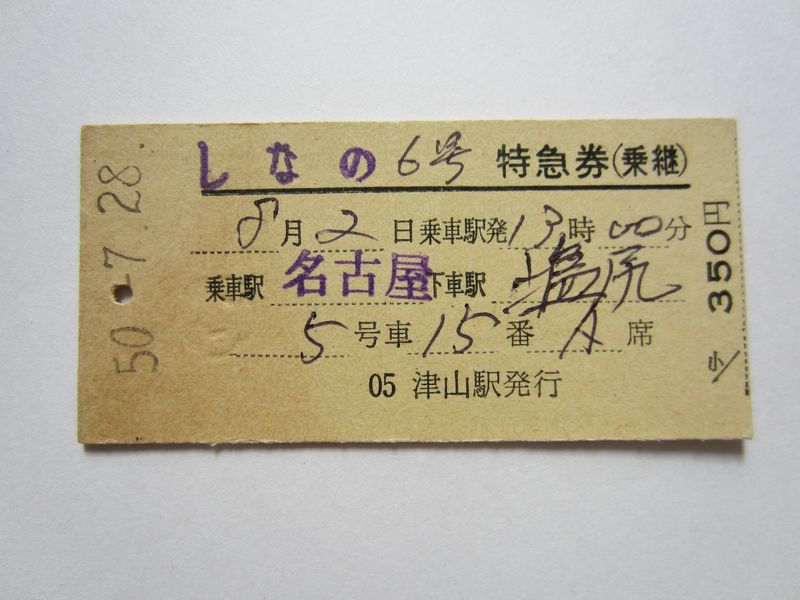 しなの6号 特急券(乗継)
8月2日乗車駅発13時00分
乗車駅 名古屋 下車駅 塩尻
5号車15番A席
05 津山駅発行
50.-7.28.
小 350円